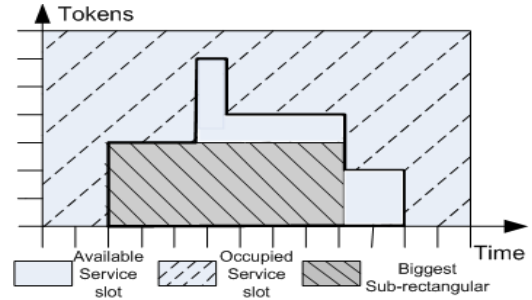 Tokens
Time
Available
Service
slot
Occupied
Service
slot
Biggest
Sub-rectangular